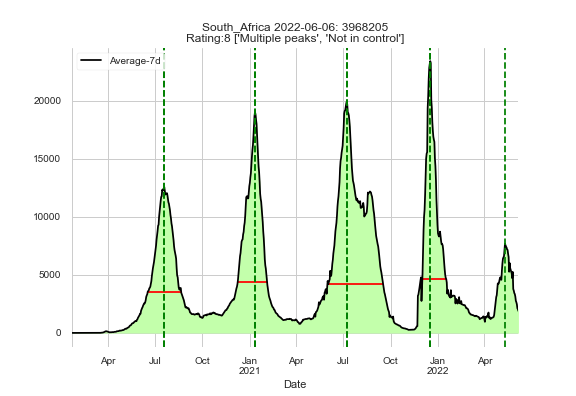 South_Africa 2022-06-06: 3968205
Rating:8 ['Multiple peaks', 'Not in control']
Average-7d
20000
15000
10000
5000
0
Apr Jul Oct Jan Apr Jul Oct Jan Apr
2021 2022
Date